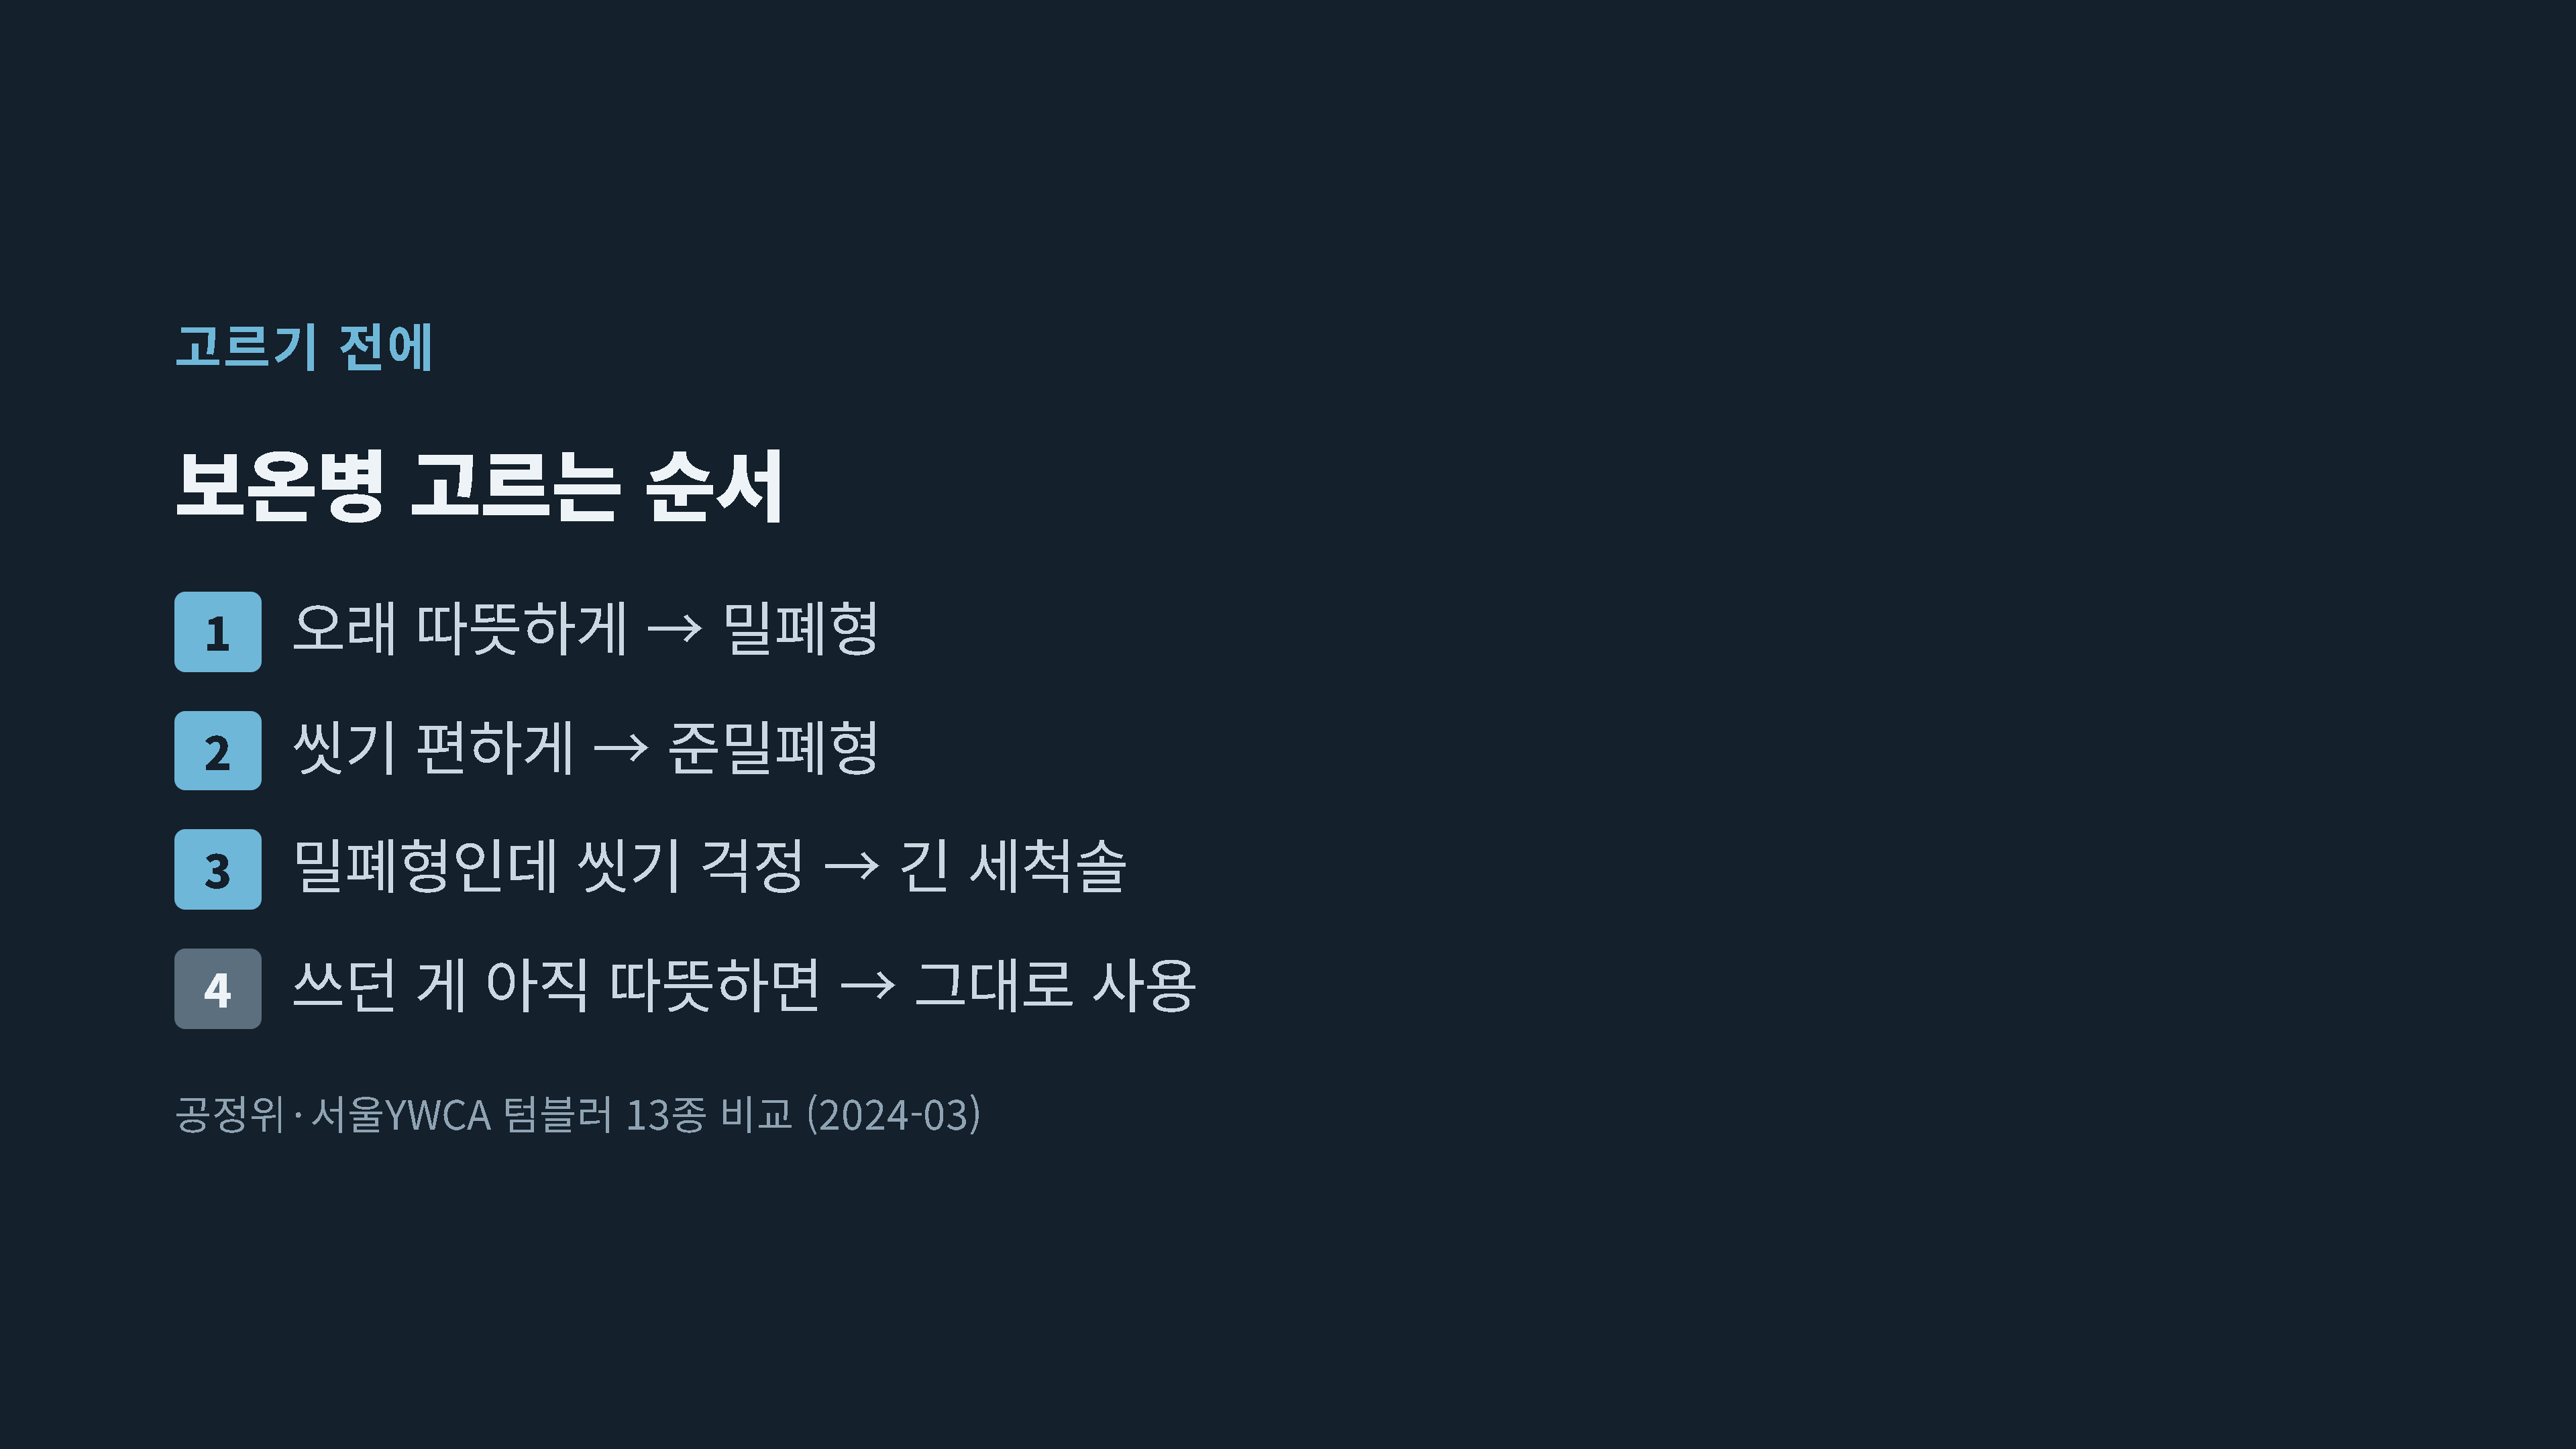 고르기 전에
보온병 고르는 순서
1 오래 따뜻하게 → 밀폐형
2 씻기 편하게 → 준밀폐형
3 밀폐형인데 씻기 걱정 → 긴 세척솔
4 쓰던 게 아직 따뜻하면 → 그대로 사용
공정위·서울YWCA 텀블러 13종 비교 (2024-03)